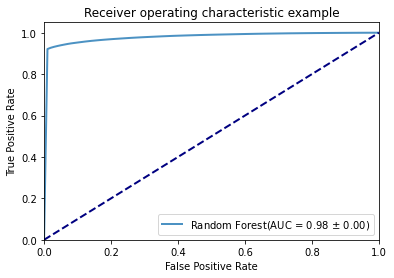 Receiver operating characteristic example
True Positive Rate
1.0
0.8
0.6
0.4
0.2
0.0
Random Forest(AUC = 0.98 ± 0.00)
0.0 0.2 0.4 0.6 0.8 1.0
False Positive Rate